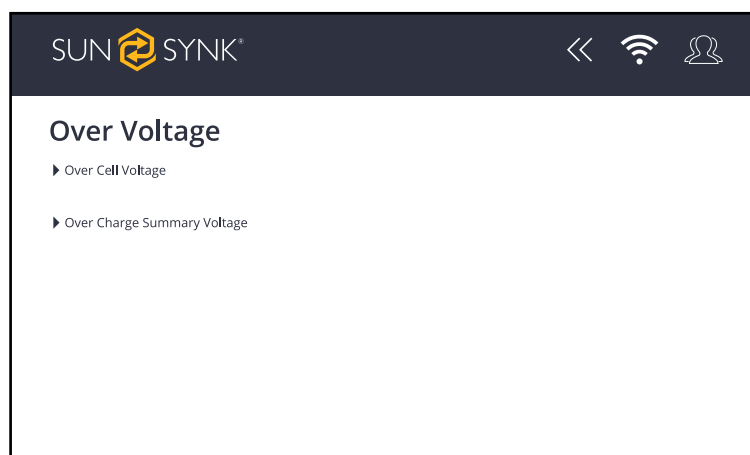 SUN SYNK®
Over Voltage
Over Cell Voltage
Over Charge Summary Voltage